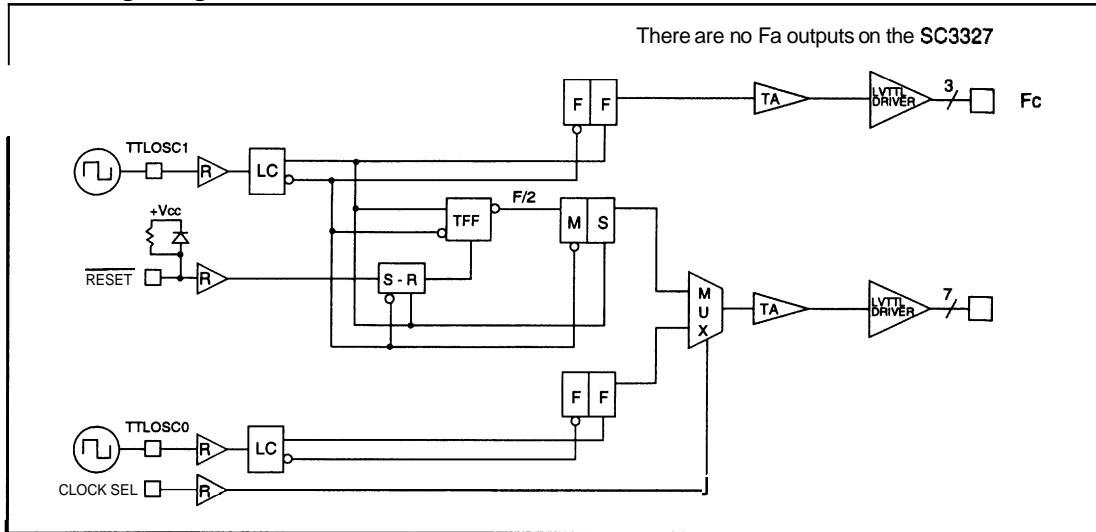 There are no Fa outputs on the SC3327
F F
TA
LVTTL
DRIVER
3
Fc
TTLOSC1
R
LC
+Vcc
TFF
F/2
M S
RESET
R
S - R
MUX
TA
LVTTL
DRIVER
7
F F
TTLOSC0
R
LC
CLOCK SEL
R